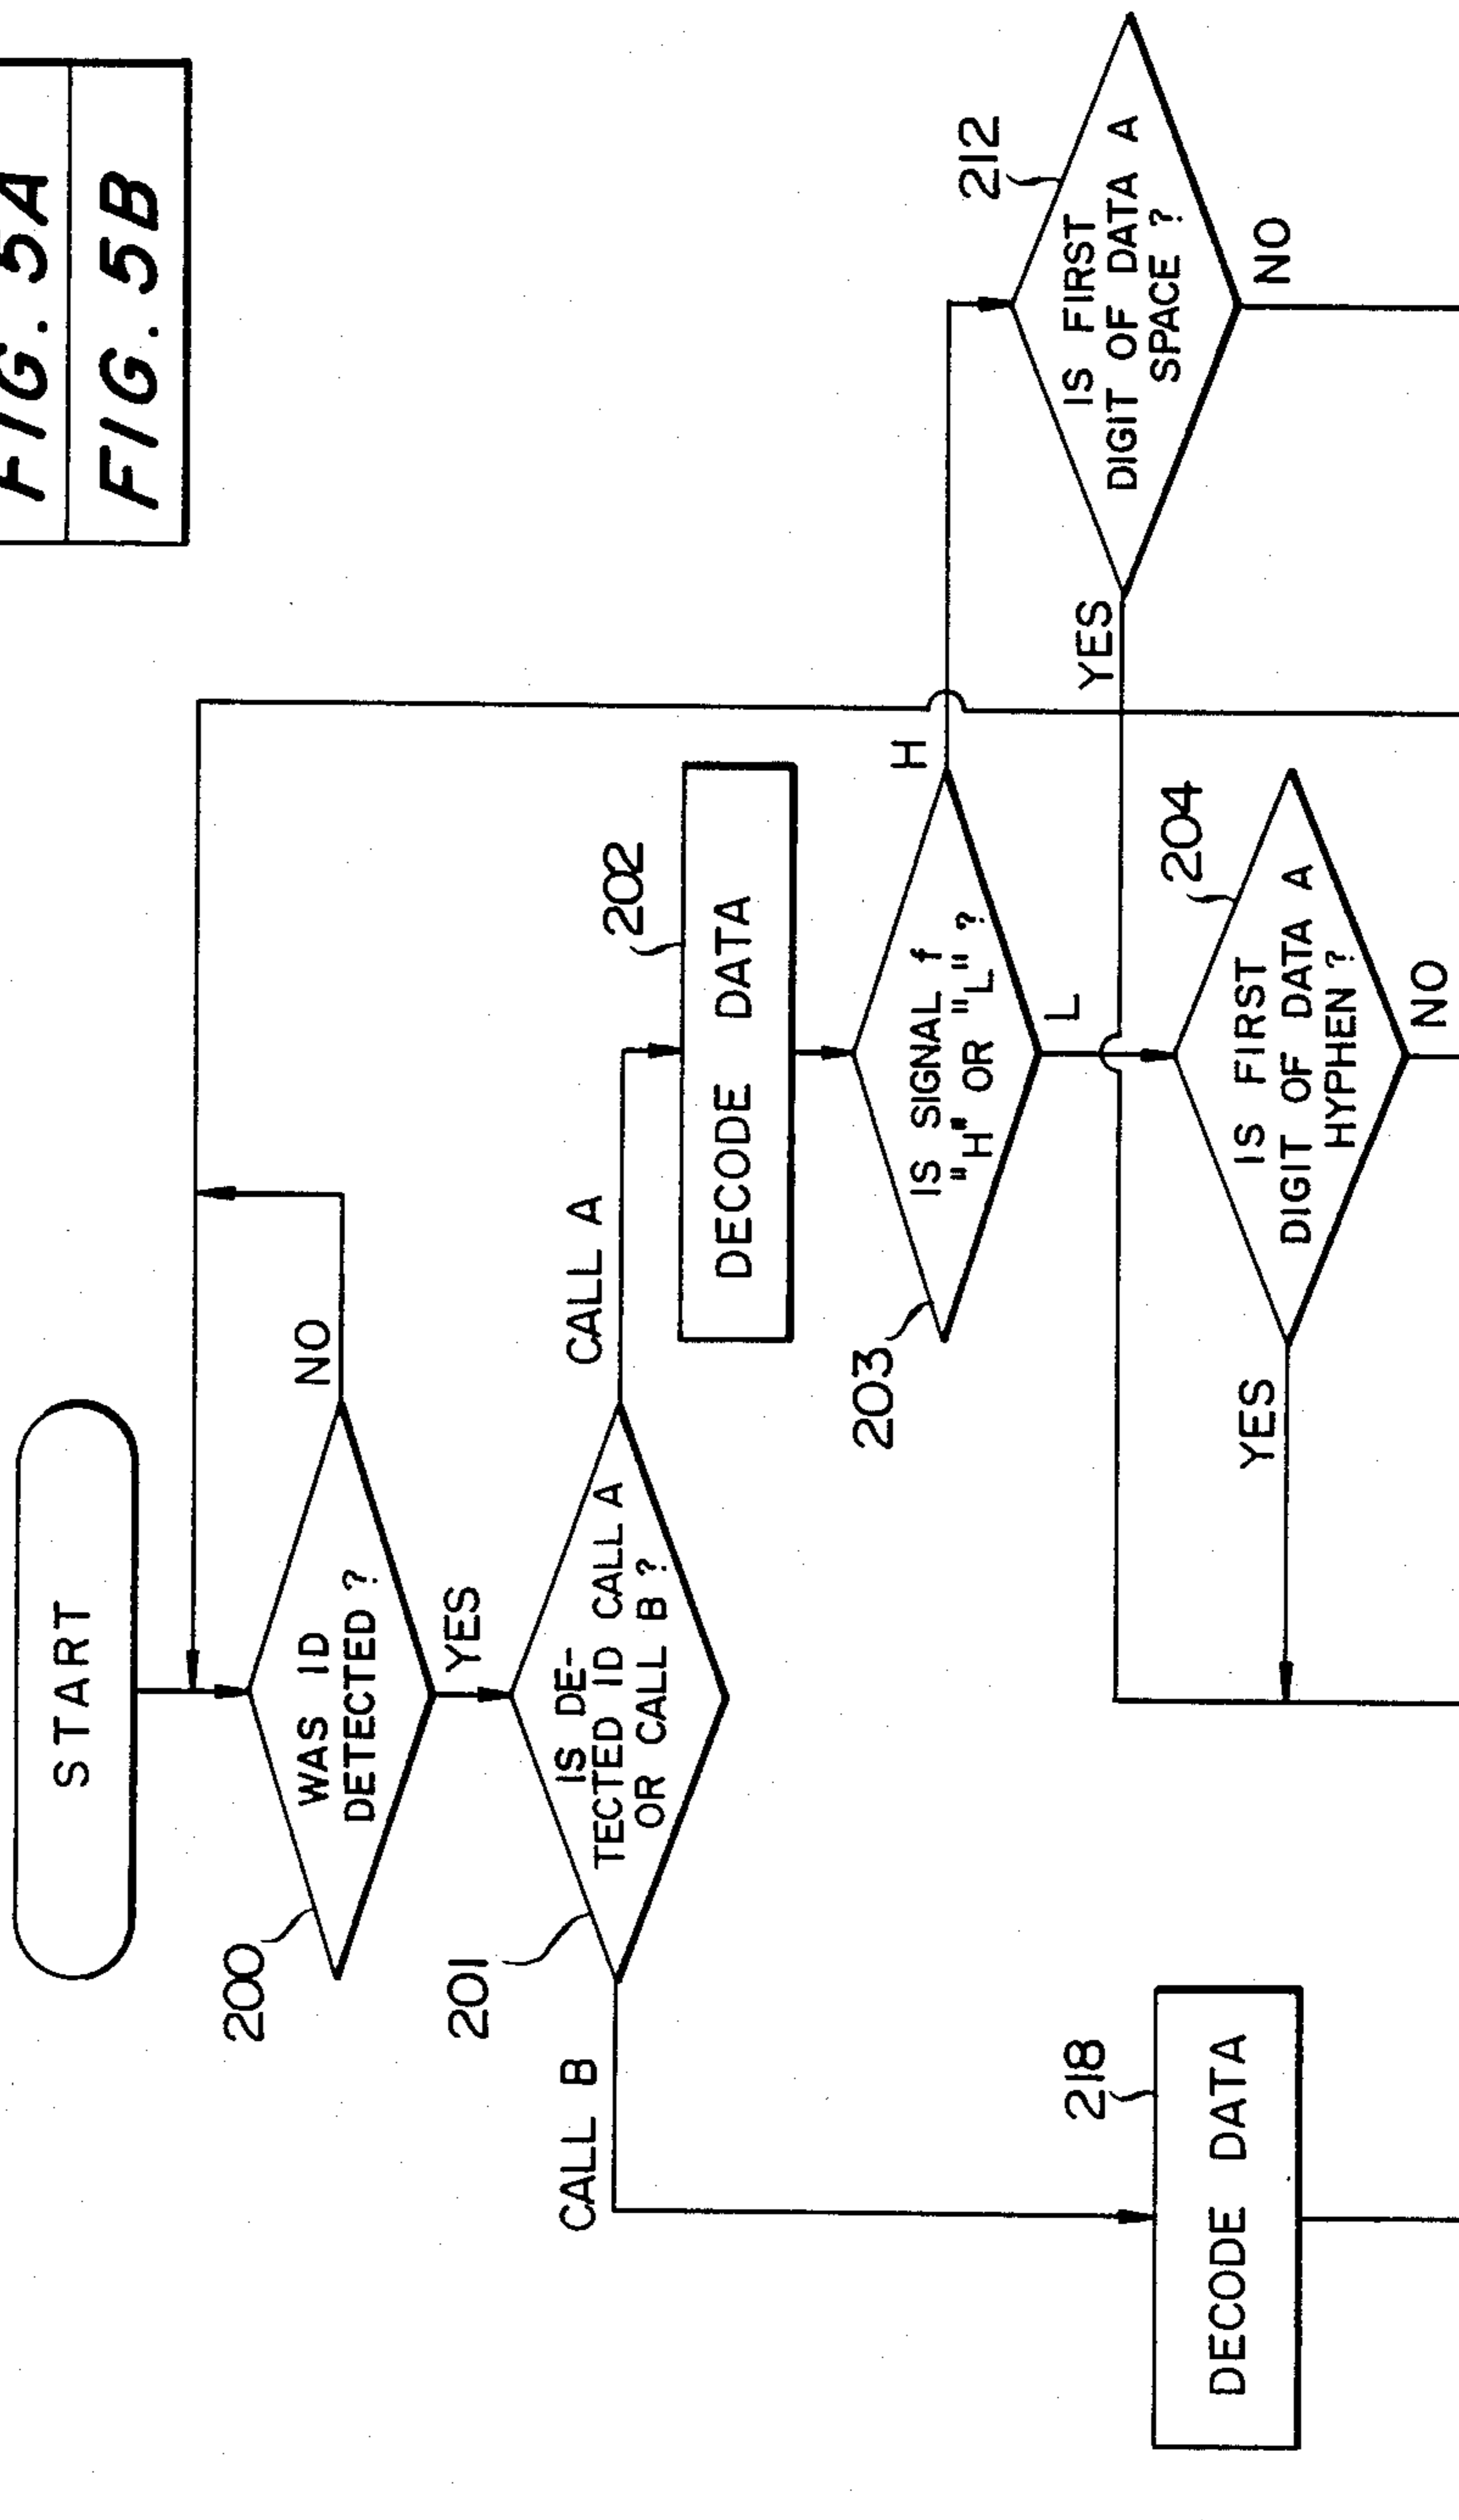 FIG. 5A
FIG. 5B
START
200
WAS ID
DETECTED ?
NO
YES
201
IS DE-
TECTED ID CALL A
OR CALL B ?
CALL B
CALL A
202
DECODE DATA
203
IS SIGNAL f
"H" OR "L" ?
H
L
212
IS FIRST
DIGIT OF DATA A
SPACE ?
YES
NO
204
IS FIRST
DIGIT OF DATA A
HYPHEN ?
YES
NO
218
DECODE DATA